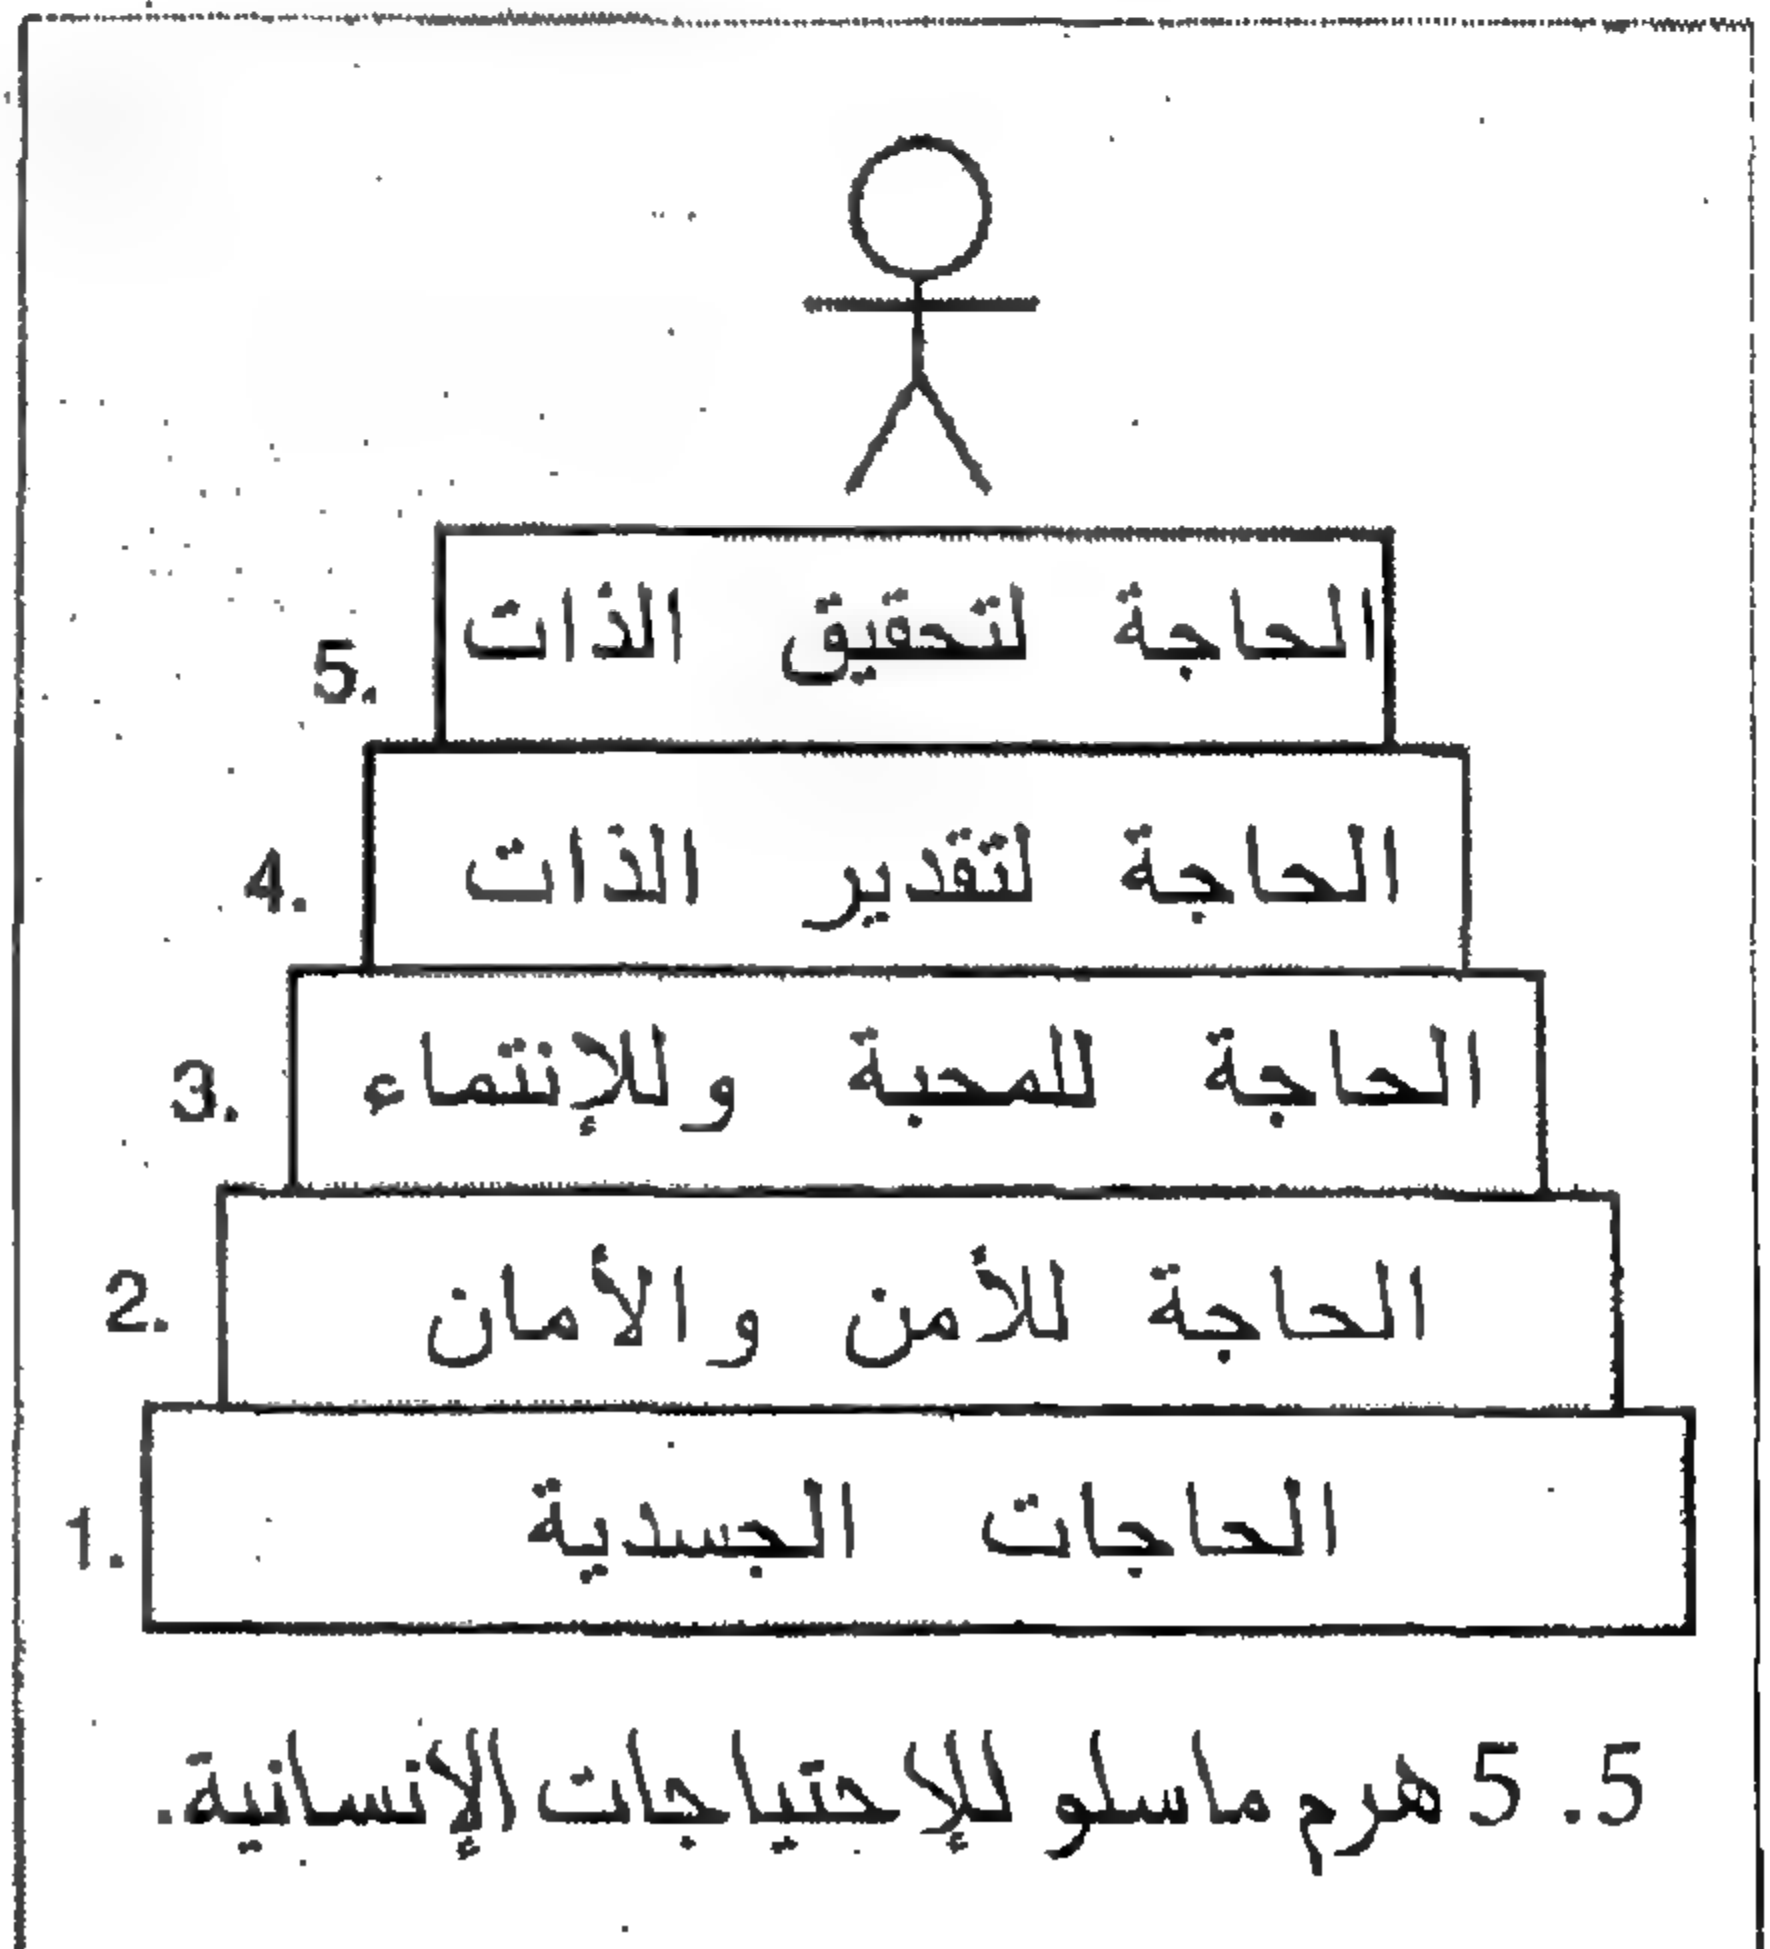 5. الحاجة لتحقيق الذات
4. الحاجة لتقدير الذات
3. الحاجة للمحبة وللإنتماء
2. الحاجة للأمن والأمان
1. الحاجات الجسدية
5. 5 هرم ماسلو للإحتياجات الإنسانية.